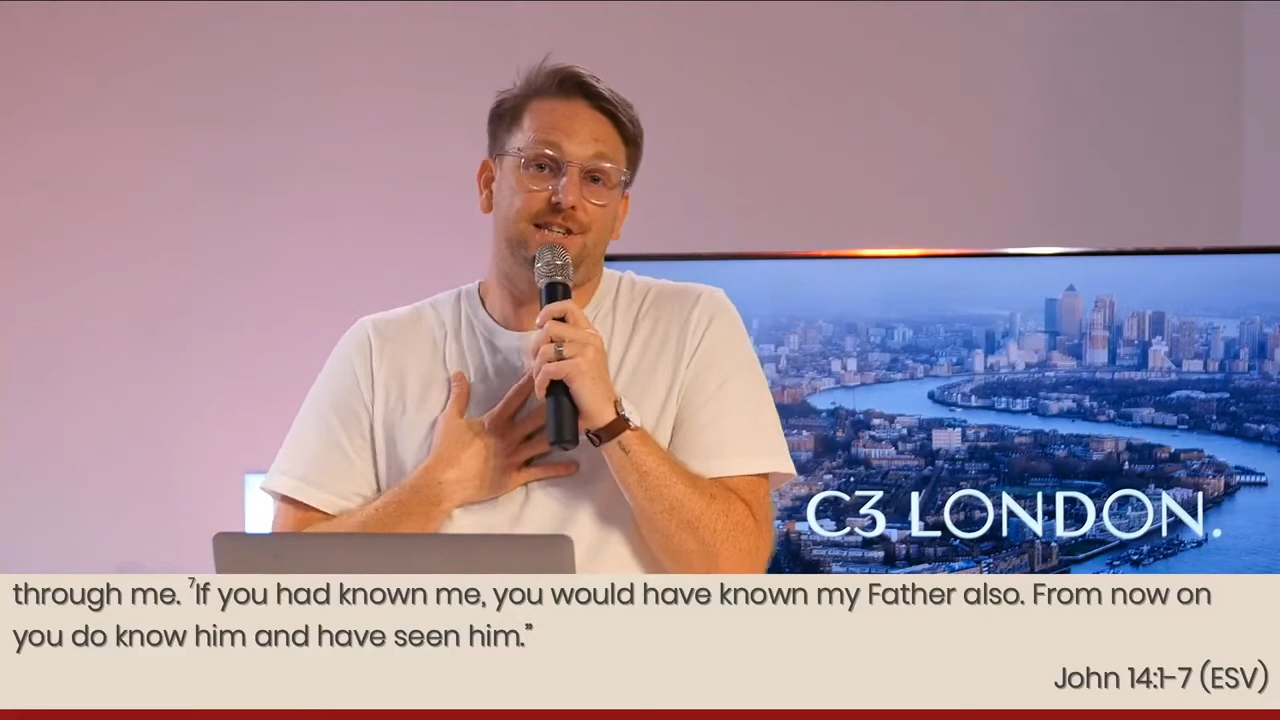 C3 LONDON.
through me. ⁷If you had known me, you would have known my Father also. From now on
you do know him and have seen him.”
John 14:1-7 (ESV)